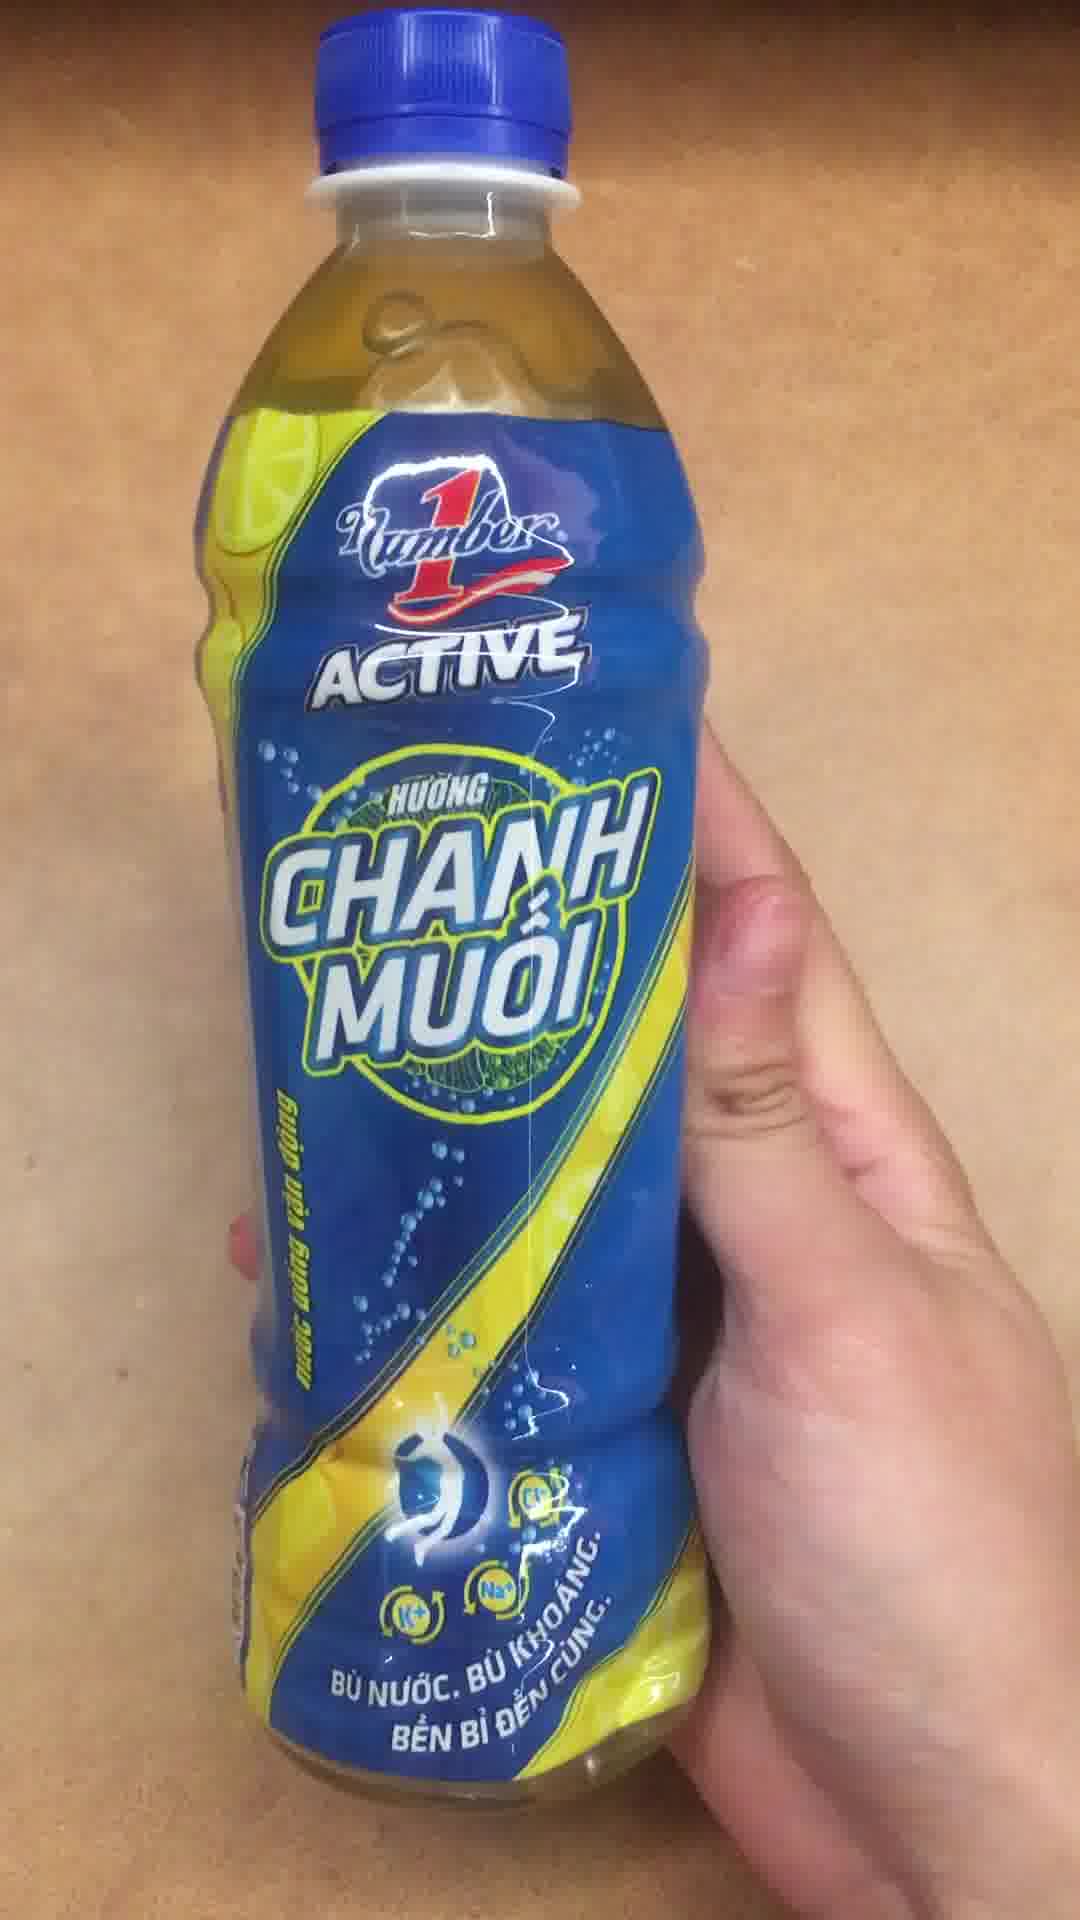 Number 1
ACTIVE
HƯƠNG
CHANH
MUỐI
nước uống vận động
Cl-
Na+
K+
BÙ NƯỚC. BÙ KHOÁNG.
BỀN BỈ ĐẾN CÙNG.